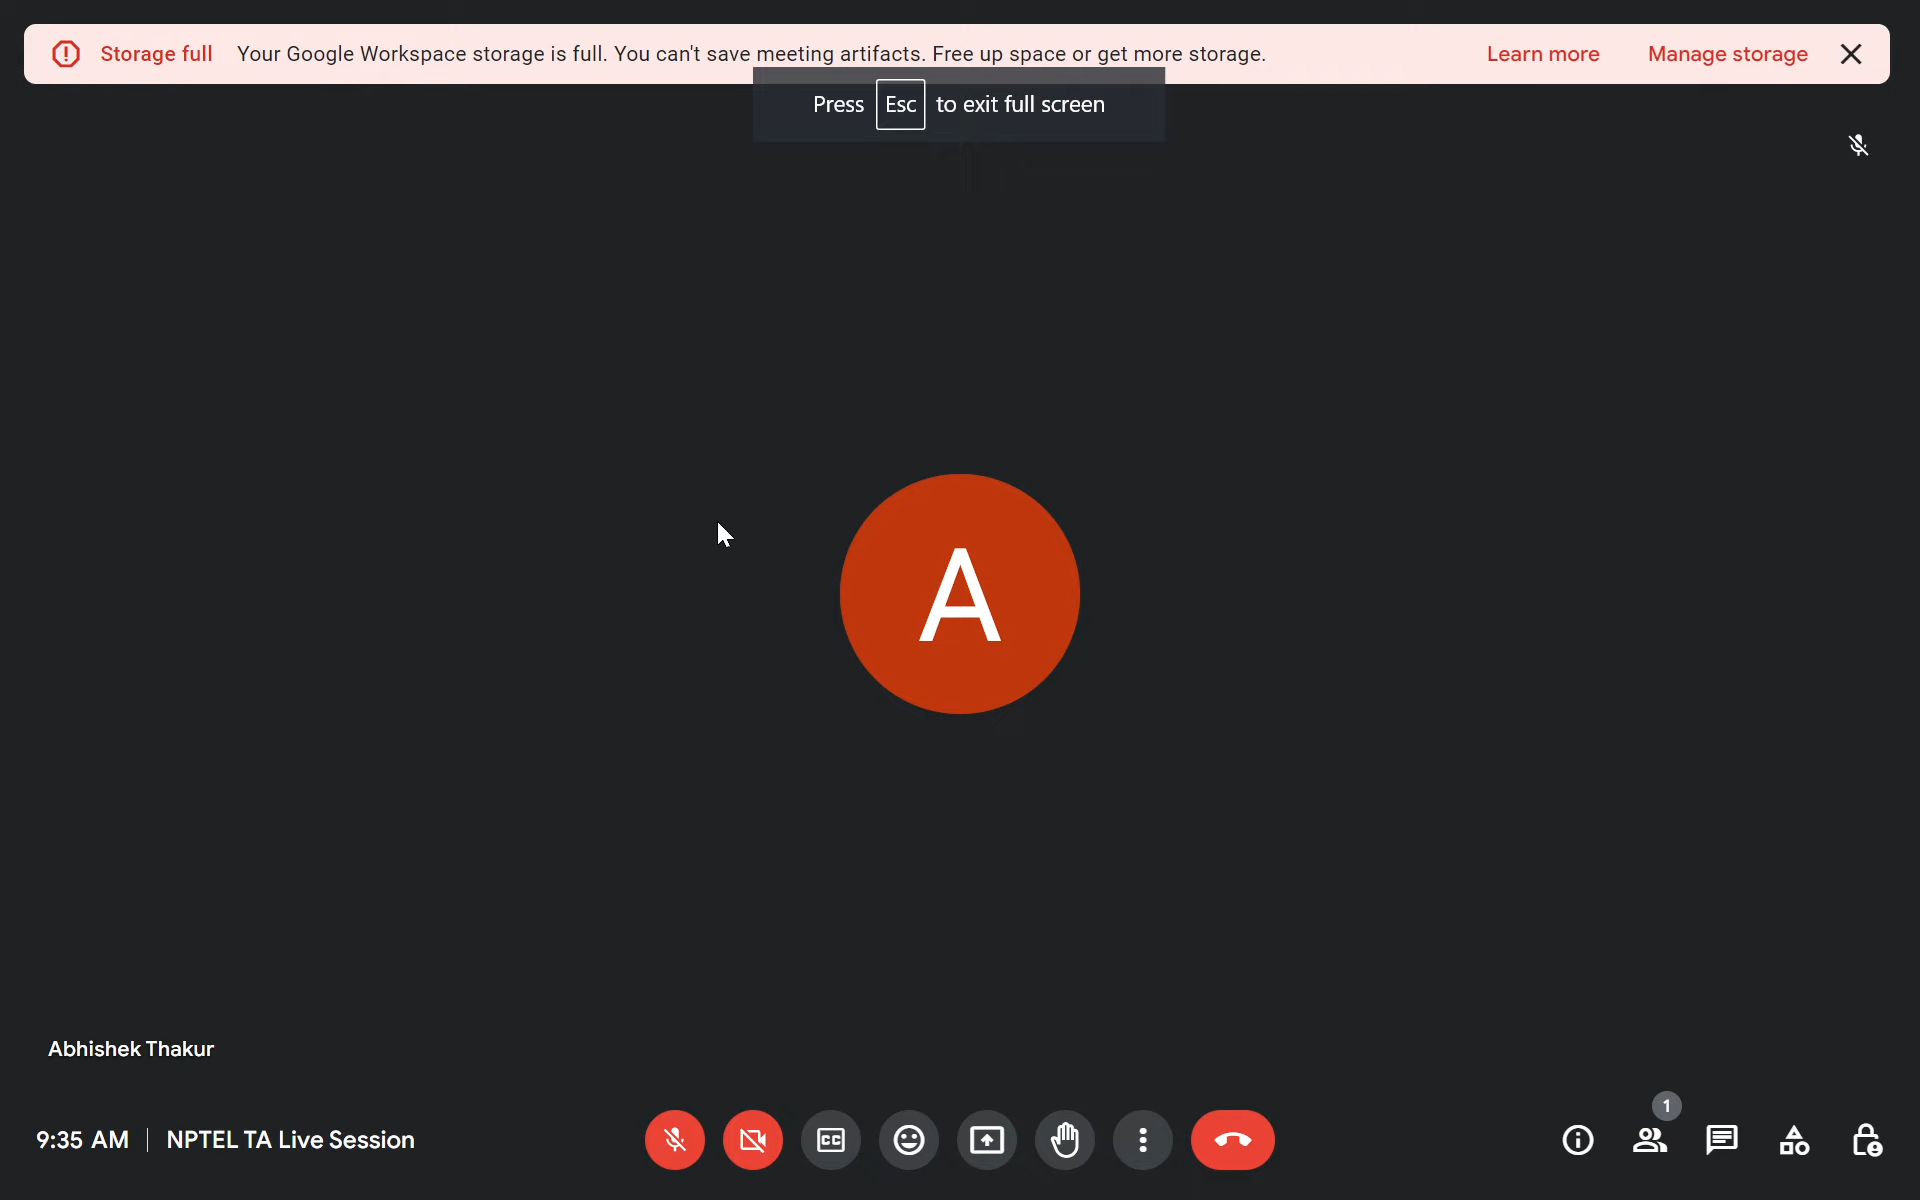 Storage full Your Google Workspace storage is full. You can't save meeting artifacts. Free up space or get more storage. Learn more Manage storage
Press Esc to exit full screen
A
Abhishek Thakur
1
9:35 AM | NPTEL TA Live Session
CC